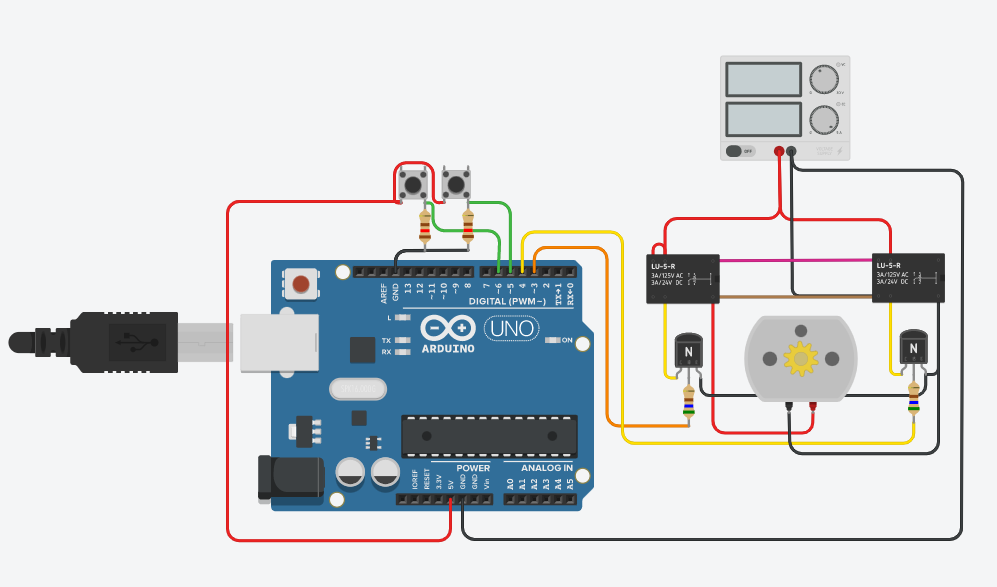 OFF
LU-5-R
3A/125V AC
3A/24V DC
LU-5-R
3A/125V AC
3A/24V DC
N
N
AREF
GND
13
12
~11
~10
~9
8
7
~6
~5
4
~3
2
TX→1
RX←0
DIGITAL (PWM~)
L
TX
RX
ARDUINO
UNO
ON
POWER
ANALOG IN
IOREF
RESET
3.3V
5V
GND
GND
Vin
A0
A1
A2
A3
A4
A5